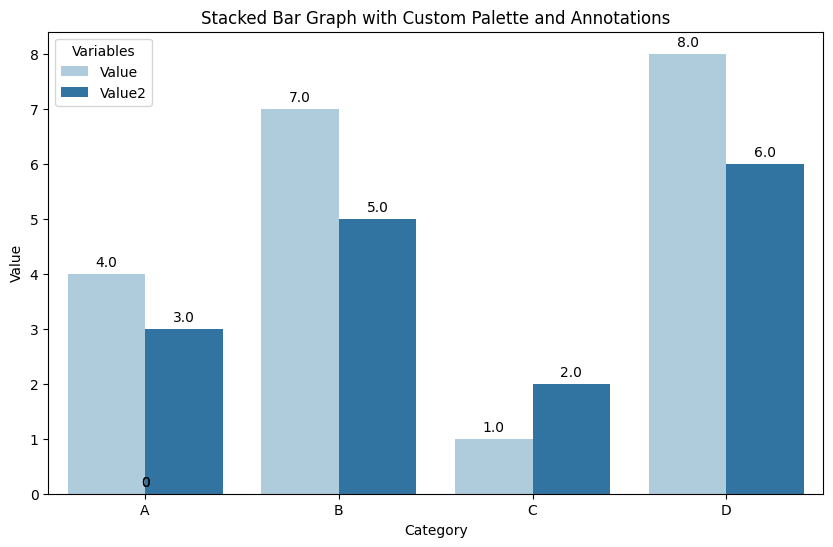 Stacked Bar Graph with Custom Palette and Annotations
Variables
Value
Value2
8.0
7.0
6.0
5.0
4.0
3.0
2.0
1.0
0
8
7
6
5
4
3
2
1
0
Value
A B C D
Category